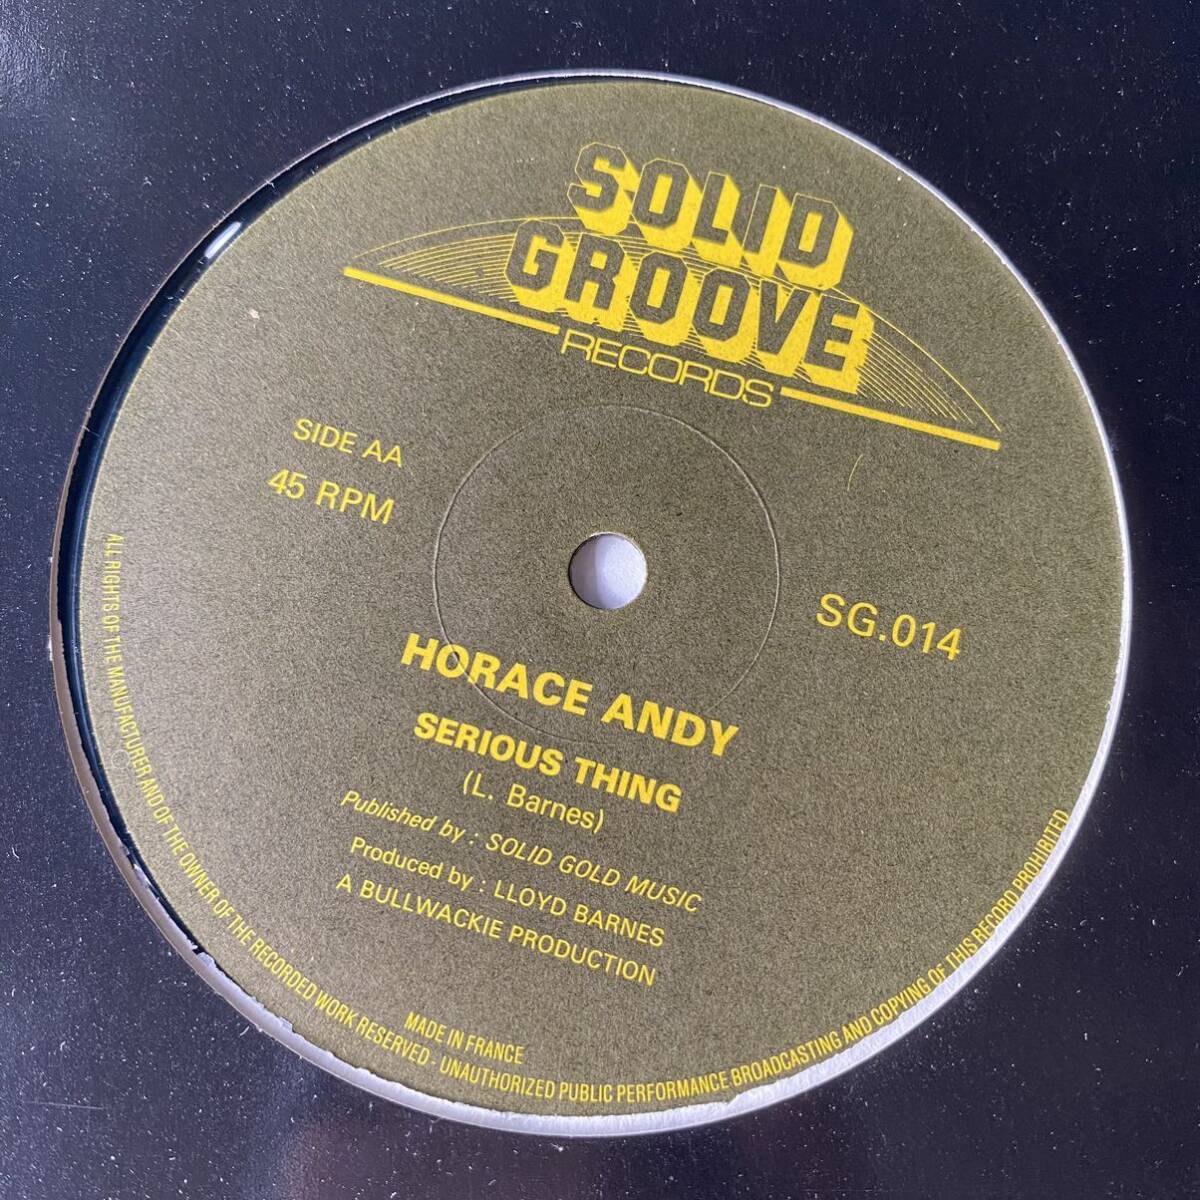 SOLID
GROOVE
RECORDS
SIDE AA
45 RPM
SG.014
HORACE ANDY
SERIOUS THING
(L. Barnes)
Published by : SOLID GOLD MUSIC
Produced by : LLOYD BARNES
A BULLWACKIE PRODUCTION
MADE IN FRANCE
ALL RIGHTS OF THE MANUFACTURER AND OF THE OWNER OF THE RECORDED WORK RESERVED - UNAUTHORIZED PUBLIC PERFORMANCE BROADCASTING AND COPYING OF THIS RECORD PROHIBITED